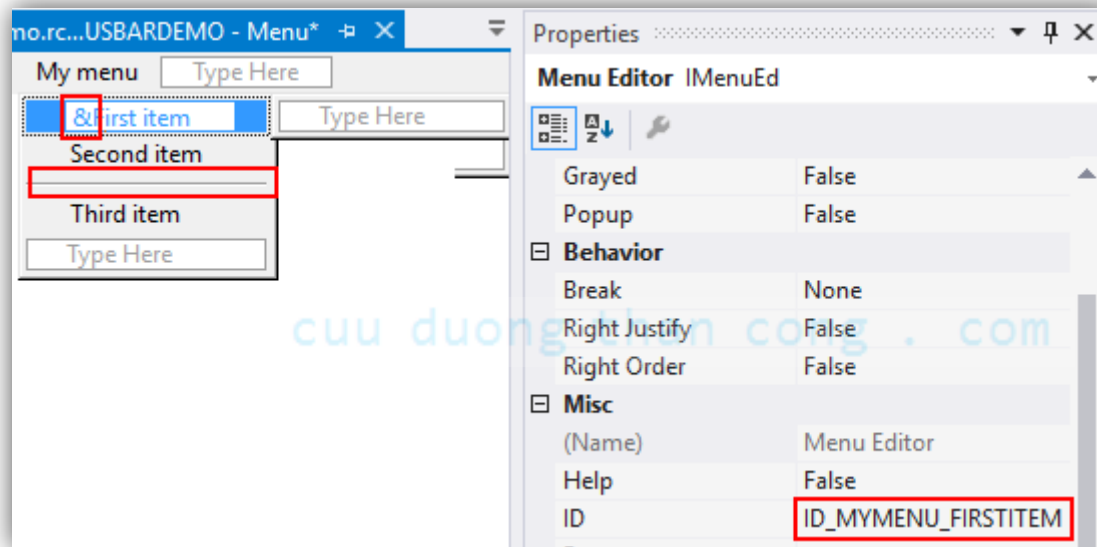 mo.rc...USBARDEMO - Menu*
My menu Type Here
&First item Type Here
Second item
Third item
Type Here
Properties
Menu Editor IMenuEd
Grayed False
Popup False
Behavior
Break None
Right Justify False
Right Order False
Misc
(Name) Menu Editor
Help False
ID ID_MYMENU_FIRSTITEM
cuu duong than cong . com